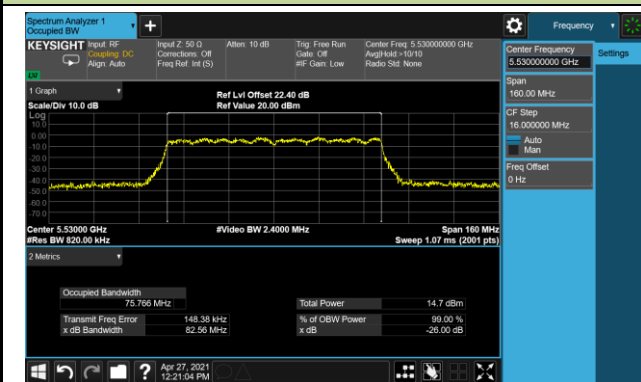 Spectrum Analyzer 1
Occupied BW
+
Frequency
KEYSIGHT
Input: RF
Coupling: DC
Align: Auto
Input Z: 50 Ω
Corrections: Off
Freq Ref: Int (S)
Atten: 10 dB
Trig: Free Run
Gate: Off
#IF Gain: Low
Center Freq: 5.530000000 GHz
Avg|Hold:>10/10
Radio Std: None
1 Graph
Scale/Div 10.0 dB
Ref Lvl Offset 22.40 dB
Ref Value 20.00 dBm
Log
10.0
0.00
-10.0
-20.0
-30.0
-40.0
-50.0
-60.0
-70.0
Center 5.53000 GHz
#Res BW 820.00 kHz
#Video BW 2.4000 MHz
Span 160 MHz
Sweep 1.07 ms (2001 pts)
2 Metrics
Occupied Bandwidth
75.766 MHz
Transmit Freq Error 148.38 kHz
x dB Bandwidth 82.56 MHz
Total Power 14.7 dBm
% of OBW Power 99.00 %
x dB -26.00 dB
Center Frequency
5.530000000 GHz
Span
160.00 MHz
CF Step
16.000000 MHz
Auto
Man
Freq Offset
0 Hz
Settings
?
Apr 27, 2021
12:21:04 PM